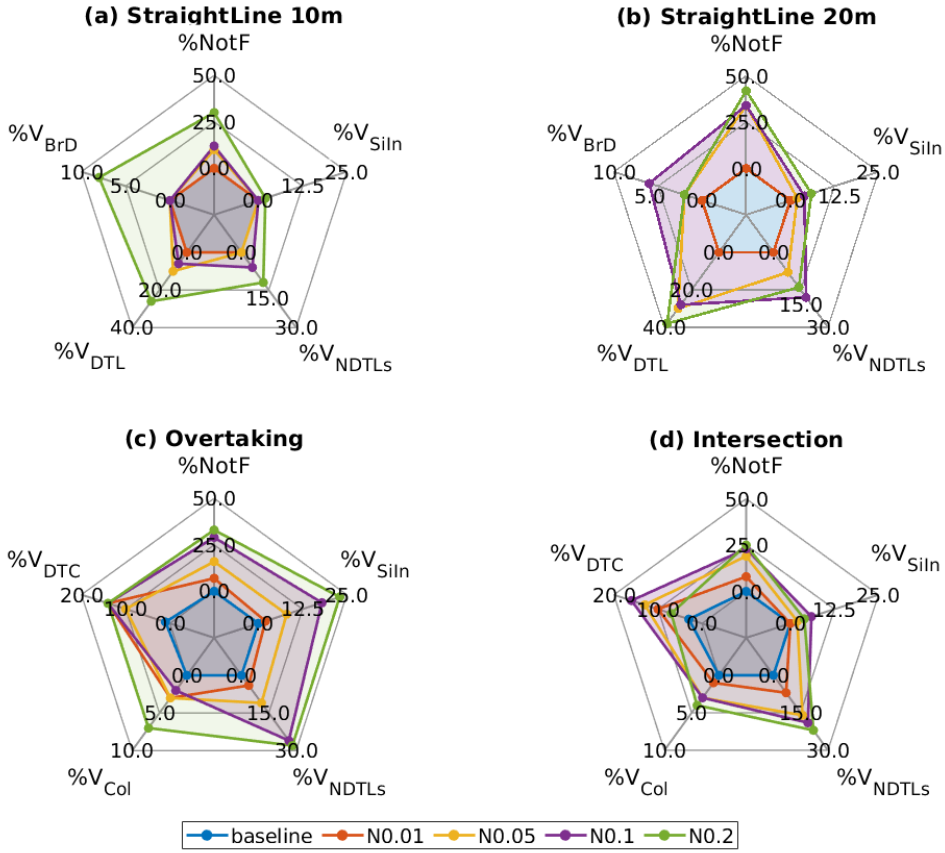 (a) StraightLine 10m
%NotF
50.0
25.0
0.0
%V_SiIn
25.0
12.5
0.0
%V_BrD
10.0
5.0
0.0
0.0
20.0
40.0
%V_DTL
0.0
15.0
30.0
%V_NDTLs
(b) StraightLine 20m
%NotF
50.0
25.0
0.0
%V_SiIn
25.0
12.5
0.0
%V_BrD
10.0
5.0
0.0
0.0
20.0
40.0
%V_DTL
0.0
15.0
30.0
%V_NDTLs
(c) Overtaking
%NotF
50.0
25.0
0.0
%V_SiIn
25.0
12.5
0.0
%V_DTC
20.0
10.0
0.0
0.0
5.0
10.0
%V_Col
0.0
15.0
30.0
%V_NDTLs
(d) Intersection
%NotF
50.0
25.0
0.0
%V_SiIn
25.0
12.5
0.0
%V_DTC
20.0
10.0
0.0
0.0
5.0
10.0
%V_Col
0.0
15.0
30.0
%V_NDTLs
baseline N0.01 N0.05 N0.1 N0.2